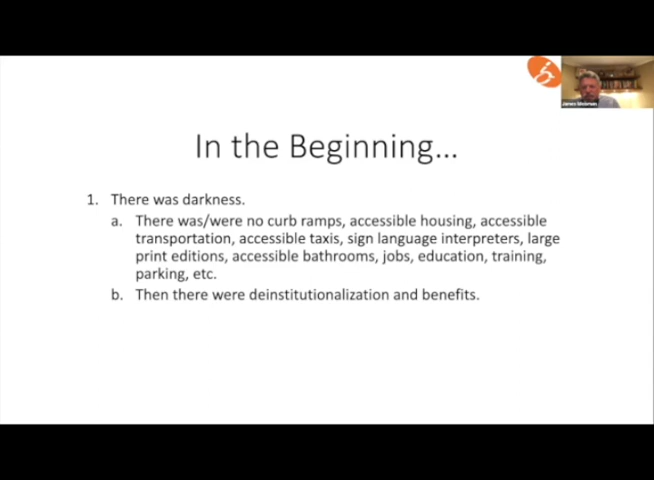 In the Beginning...
1. There was darkness.
a. There was/were no curb ramps, accessible housing, accessible
transportation, accessible taxis, sign language interpreters, large
print editions, accessible bathrooms, jobs, education, training,
parking, etc.
b. Then there were deinstitutionalization and benefits.